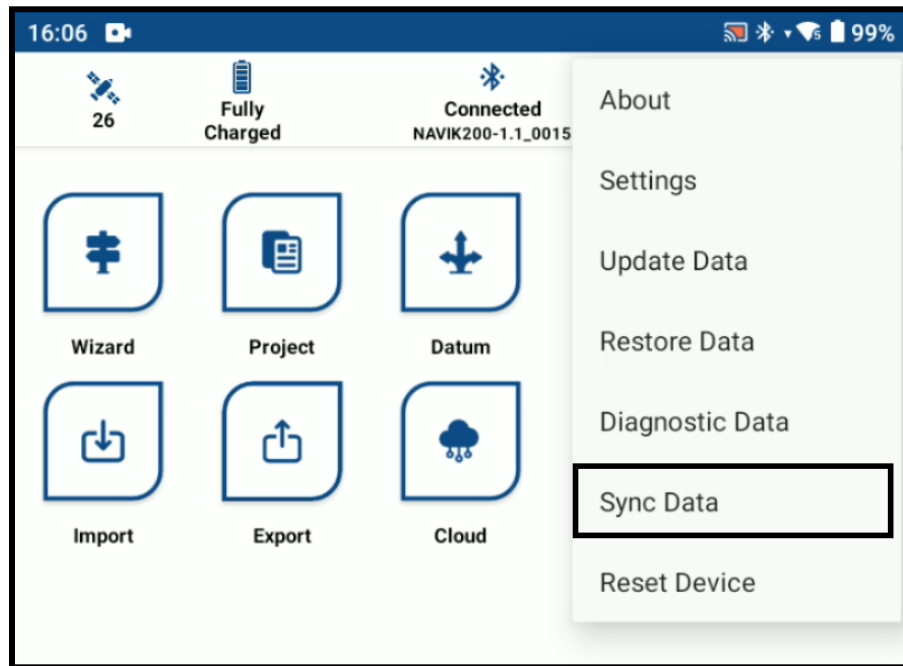 16:06 5 99%
26
Fully
Charged
Connected
NAVIK200-1.1_0015
Wizard Project Datum
Import Export Cloud
About
Settings
Update Data
Restore Data
Diagnostic Data
Sync Data
Reset Device